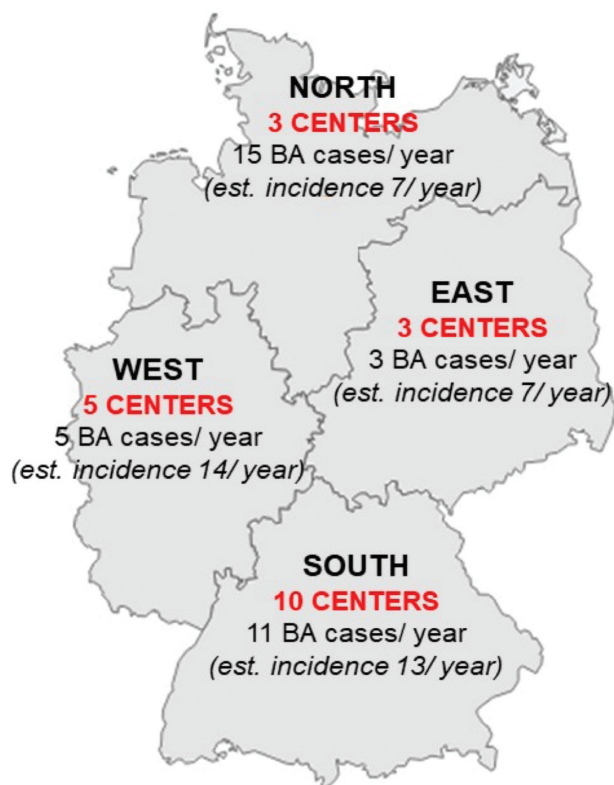 NORTH
3 CENTERS
15 BA cases/ year
(est. incidence 7/ year)
EAST
3 CENTERS
3 BA cases/ year
(est. incidence 7/ year)
WEST
5 CENTERS
5 BA cases/ year
(est. incidence 14/ year)
SOUTH
10 CENTERS
11 BA cases/ year
(est. incidence 13/ year)